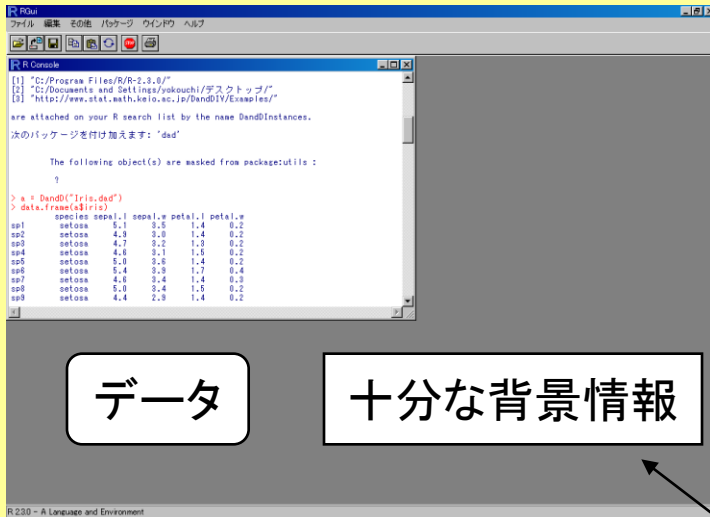 RGui
ファイル 編集 その他 パッケージ ウインドウ ヘルプ
R Console
[1] "C:/Program Files/R/R-2.3.0/"
[2] "C:/Documents and Settings/yokouchi/デスクトップ/"
[3] "http://www.stat.math.keio.ac.jp/DandDIV/Examples/"
are attached on your R search list by the name DandDInstances.
次のパッケージを付け加えます: 'dad'
The following object(s) are masked from package:utils :
?
> a = DandD("Iris.dad")
> data.frame(a$iris)
species sepal.l sepal.w petal.l petal.w
sp1 setosa 5.1 3.5 1.4 0.2
sp2 setosa 4.9 3.0 1.4 0.2
sp3 setosa 4.7 3.2 1.3 0.2
sp4 setosa 4.6 3.1 1.5 0.2
sp5 setosa 5.0 3.6 1.4 0.2
sp6 setosa 5.4 3.9 1.7 0.4
sp7 setosa 4.6 3.4 1.4 0.3
sp8 setosa 5.0 3.4 1.5 0.2
sp9 setosa 4.4 2.9 1.4 0.2
データ
十分な背景情報
R 2.3.0 - A Language and Environment